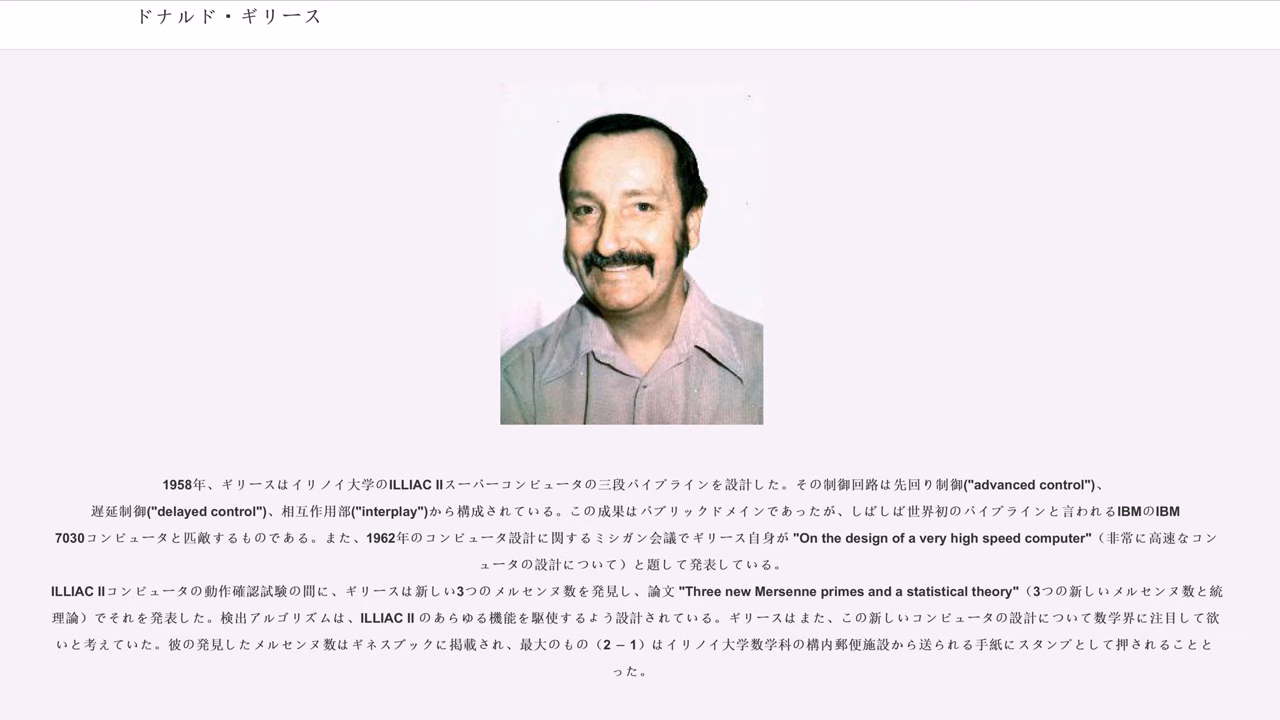 ドナルド・ギリース
1958年、ギリースはイリノイ大学のILLIAC IIスーパーコンピュータの三段パイプラインを設計した。その制御回路は先回り制御("advanced control")、
遅延制御("delayed control")、相互作用部("interplay")から構成されている。この成果はパブリックドメインであったが、しばしば世界初のパイプラインと言われるIBMのIBM
7030コンピュータと匹敵するものである。また、1962年のコンピュータ設計に関するミシガン会議でギリース自身が "On the design of a very high speed computer"（非常に高速なコン
ュータの設計について）と題して発表している。
ILLIAC IIコンピュータの動作確認試験の間に、ギリースは新しい3つのメルセンヌ数を発見し、論文 "Three new Mersenne primes and a statistical theory"（3つの新しいメルセンヌ数と統
理論）でそれを発表した。検出アルゴリズムは、ILLIAC II のあらゆる機能を駆使するよう設計されている。ギリースはまた、この新しいコンピュータの設計について数学界に注目して欲
いと考えていた。彼の発見したメルセンヌ数はギネスブックに掲載され、最大のもの（2 − 1）はイリノイ大学数学科の構内郵便施設から送られる手紙にスタンプとして押されることと
った。